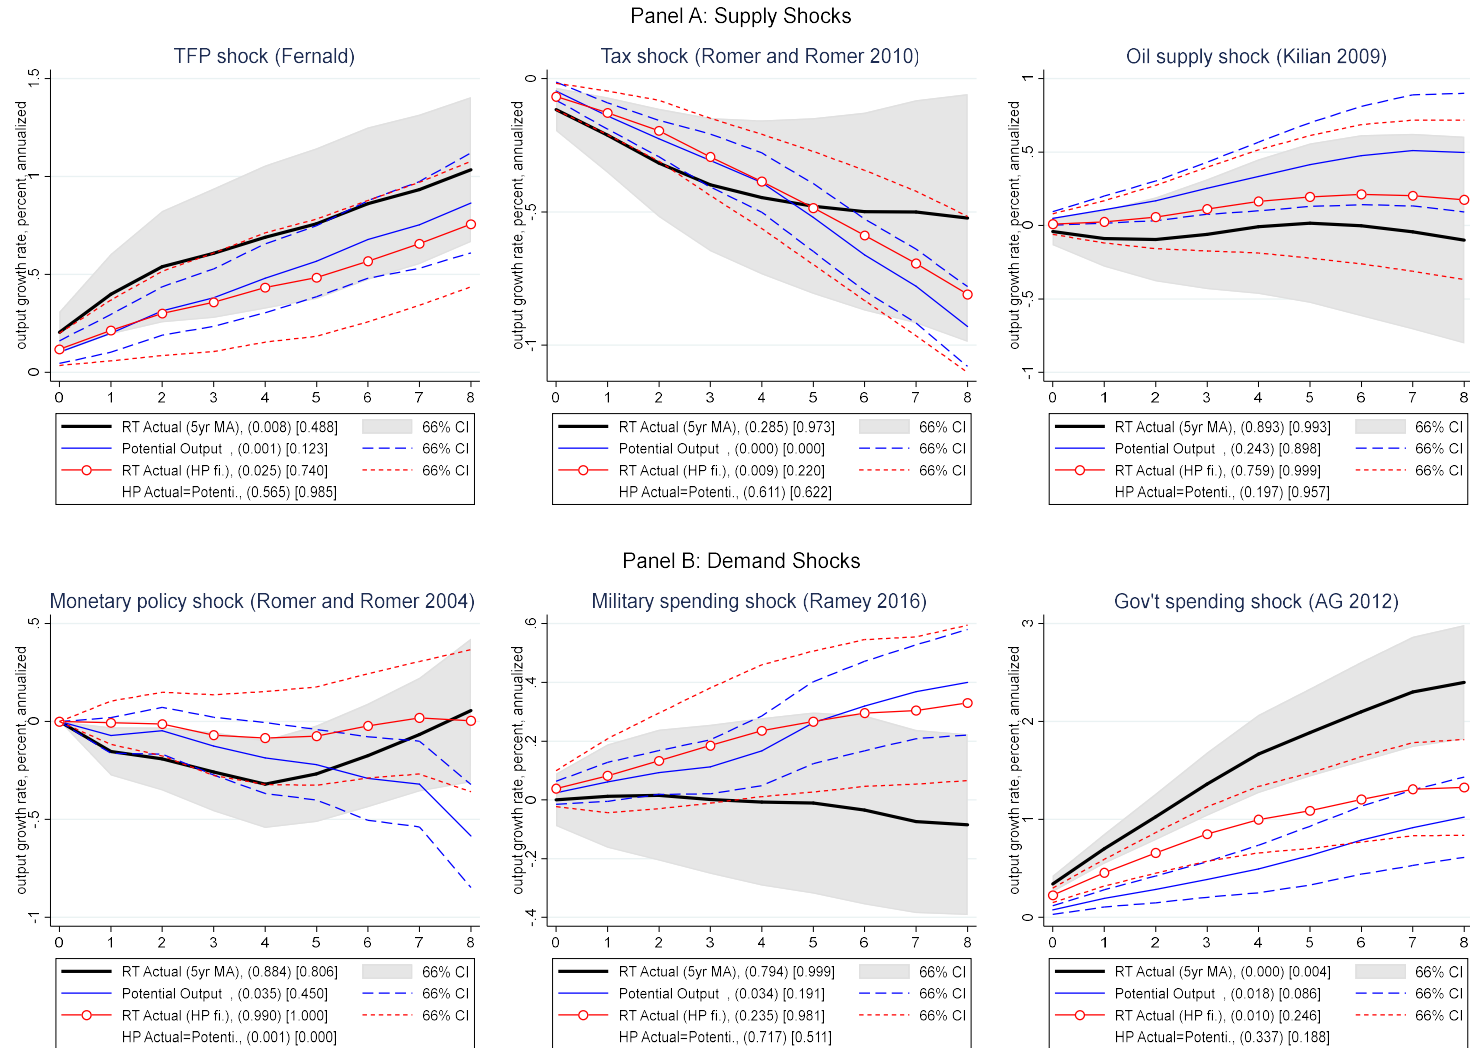 Panel A: Supply Shocks
TFP shock (Fernald)
output growth rate, percent, annualized
1.5
1
.5
0
0 1 2 3 4 5 6 7 8
RT Actual (5yr MA), (0.008) [0.488] 66% CI
Potential Output , (0.001) [0.123] 66% CI
RT Actual (HP fi.), (0.025) [0.740] 66% CI
HP Actual=Potenti., (0.565) [0.985]
Tax shock (Romer and Romer 2010)
output growth rate, percent, annualized
0
-.5
-1
0 1 2 3 4 5 6 7 8
RT Actual (5yr MA), (0.285) [0.973] 66% CI
Potential Output , (0.000) [0.000] 66% CI
RT Actual (HP fi.), (0.009) [0.220] 66% CI
HP Actual=Potenti., (0.611) [0.622]
Oil supply shock (Kilian 2009)
output growth rate, percent, annualized
1
.5
0
-.5
-1
0 1 2 3 4 5 6 7 8
RT Actual (5yr MA), (0.893) [0.993] 66% CI
Potential Output , (0.243) [0.898] 66% CI
RT Actual (HP fi.), (0.759) [0.999] 66% CI
HP Actual=Potenti., (0.197) [0.957]
Panel B: Demand Shocks
Monetary policy shock (Romer and Romer 2004)
output growth rate, percent, annualized
.5
0
-.5
-1
0 1 2 3 4 5 6 7 8
RT Actual (5yr MA), (0.884) [0.806] 66% CI
Potential Output , (0.035) [0.450] 66% CI
RT Actual (HP fi.), (0.990) [1.000] 66% CI
HP Actual=Potenti., (0.001) [0.000]
Military spending shock (Ramey 2016)
output growth rate, percent, annualized
.6
.4
.2
0
-.2
-.4
0 1 2 3 4 5 6 7 8
RT Actual (5yr MA), (0.794) [0.999] 66% CI
Potential Output , (0.034) [0.191] 66% CI
RT Actual (HP fi.), (0.235) [0.981] 66% CI
HP Actual=Potenti., (0.717) [0.511]
Gov't spending shock (AG 2012)
output growth rate, percent, annualized
3
2
1
0
0 1 2 3 4 5 6 7 8
RT Actual (5yr MA), (0.000) [0.004] 66% CI
Potential Output , (0.018) [0.086] 66% CI
RT Actual (HP fi.), (0.010) [0.246] 66% CI
HP Actual=Potenti., (0.337) [0.188]